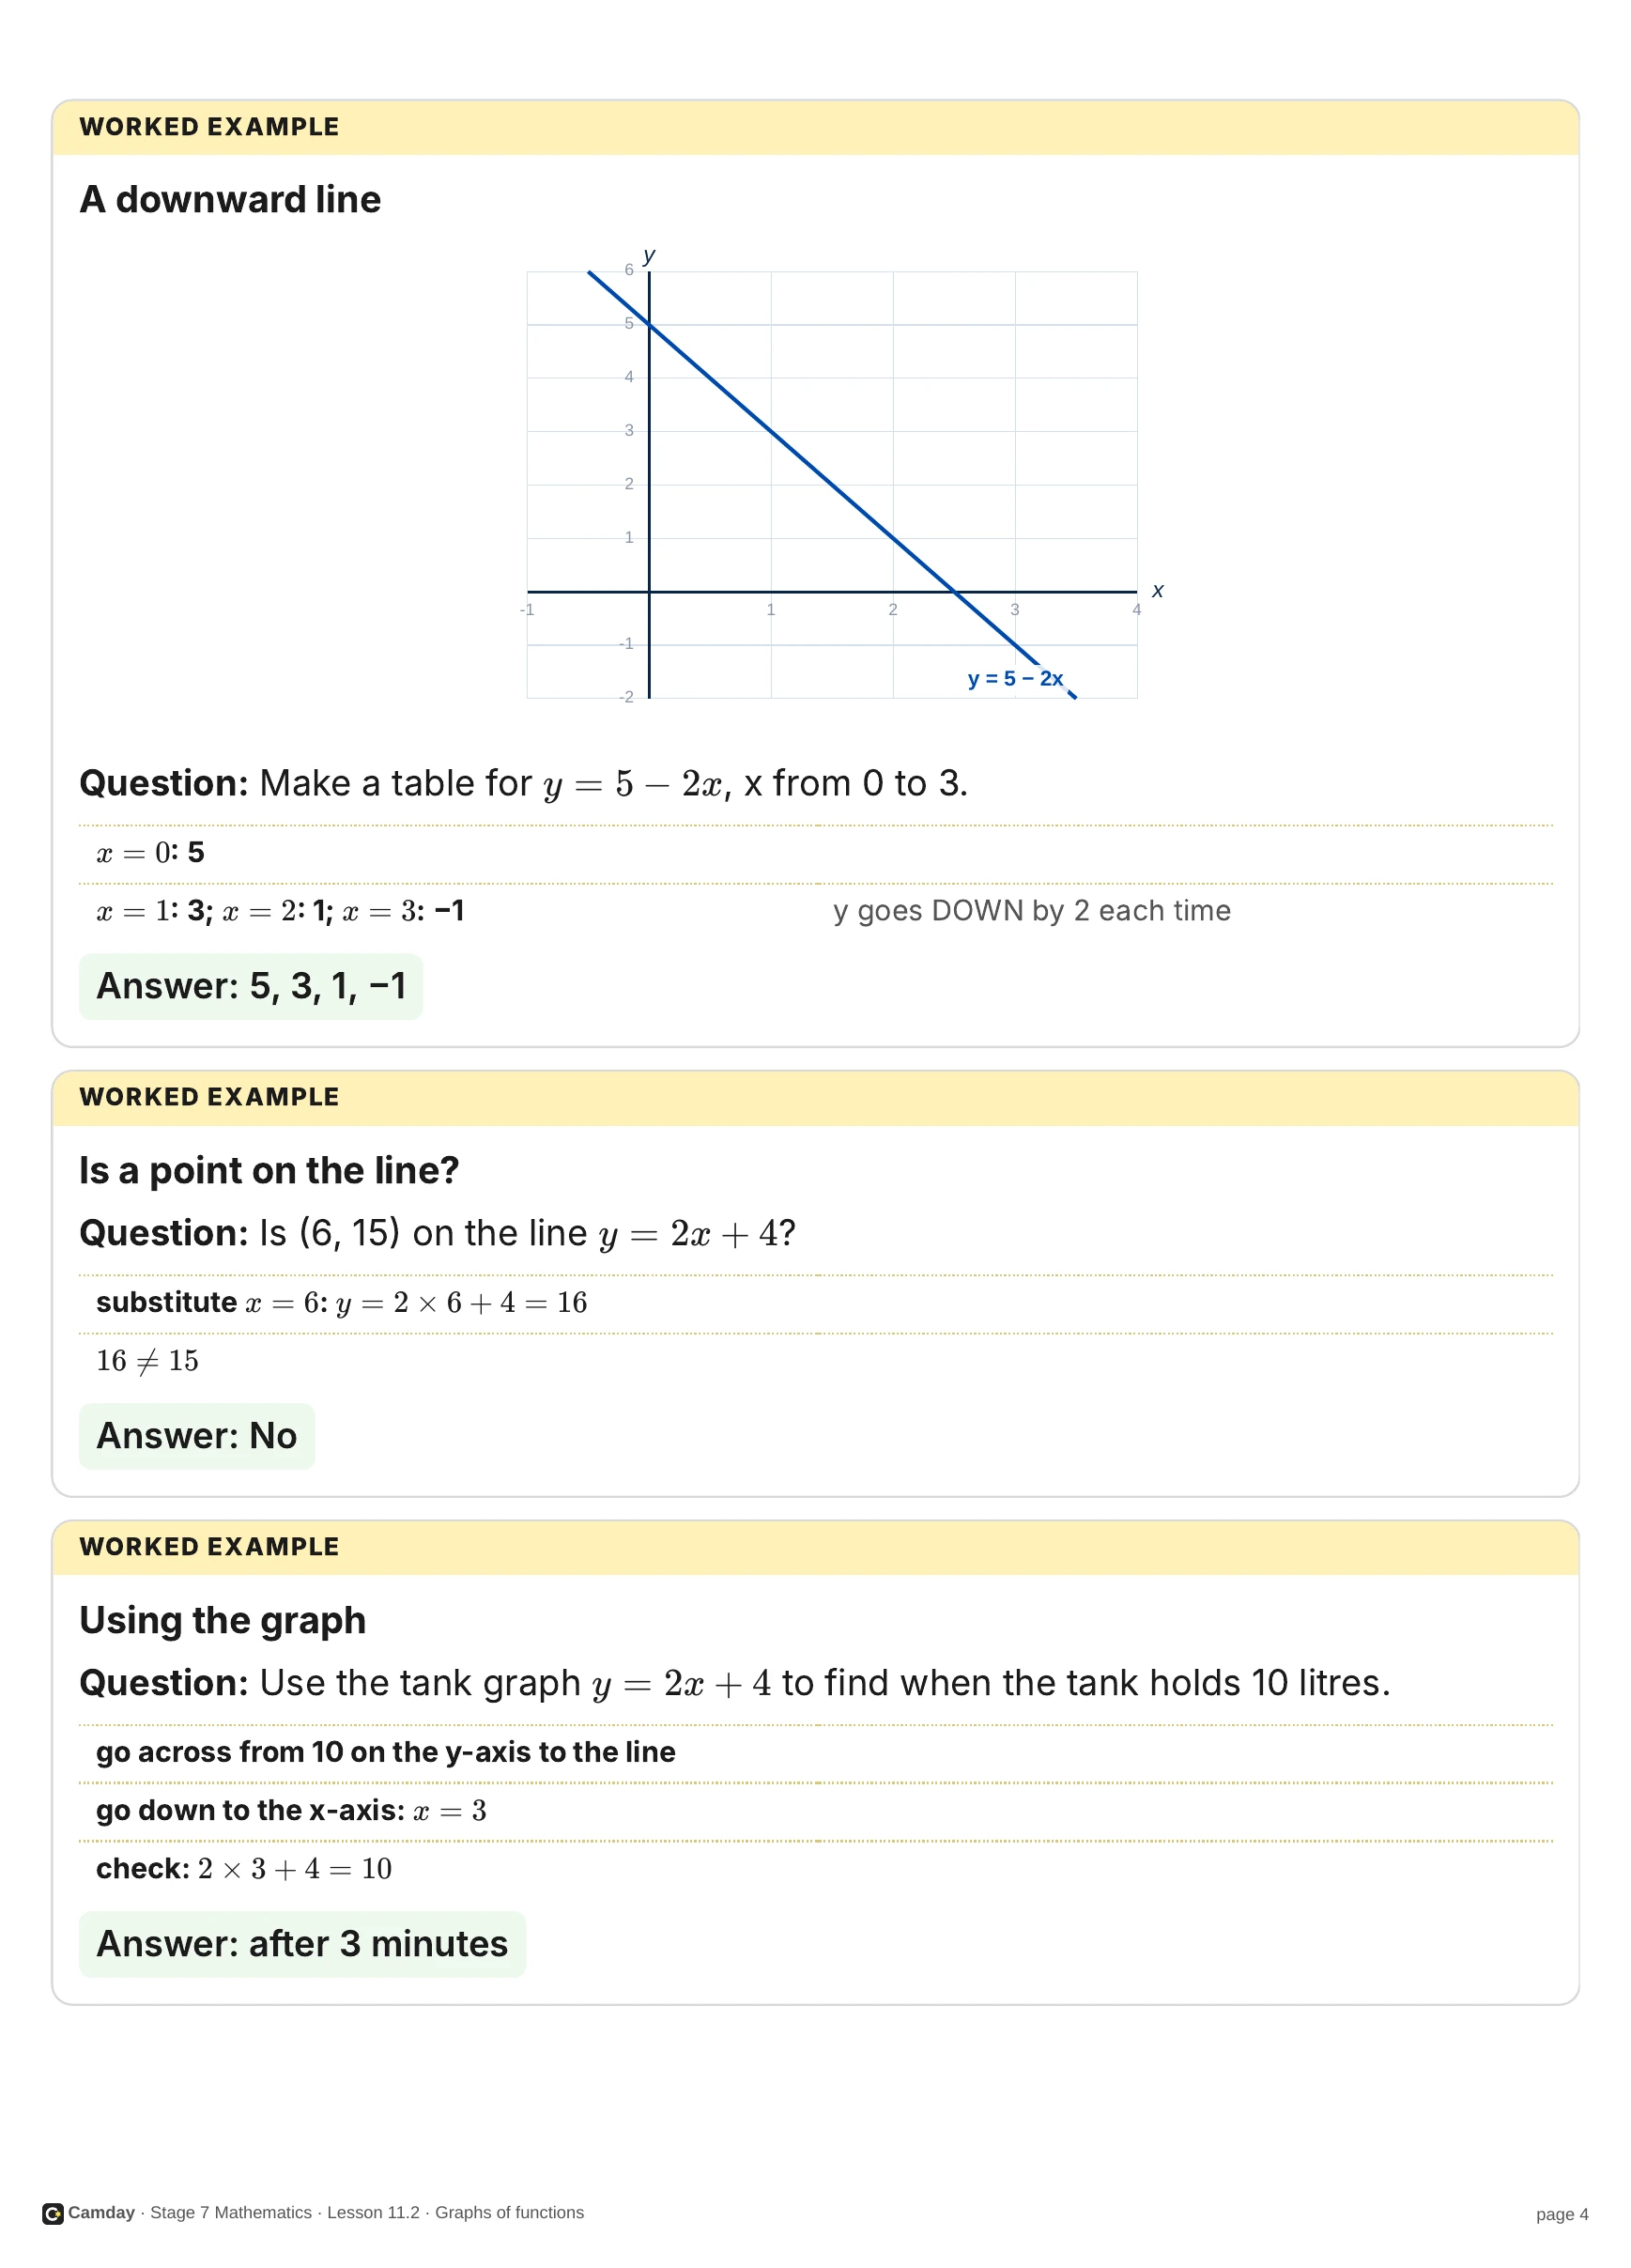 WORKED EXAMPLE
A downward line
y
6
5
4
3
2
1
x
-1
1
2
3
4
-1
y = 5 − 2x
-2
Question: Make a table for y = 5 − 2x, x from 0 to 3.
x = 0: 5
x = 1: 3; x = 2: 1; x = 3: −1 y goes DOWN by 2 each time
Answer: 5, 3, 1, −1
WORKED EXAMPLE
Is a point on the line?
Question: Is (6, 15) on the line y = 2x + 4?
substitute x = 6: y = 2 × 6 + 4 = 16
16 ≠ 15
Answer: No
WORKED EXAMPLE
Using the graph
Question: Use the tank graph y = 2x + 4 to find when the tank holds 10 litres.
go across from 10 on the y-axis to the line
go down to the x-axis: x = 3
check: 2 × 3 + 4 = 10
Answer: after 3 minutes
Camday · Stage 7 Mathematics · Lesson 11.2 · Graphs of functions page 4